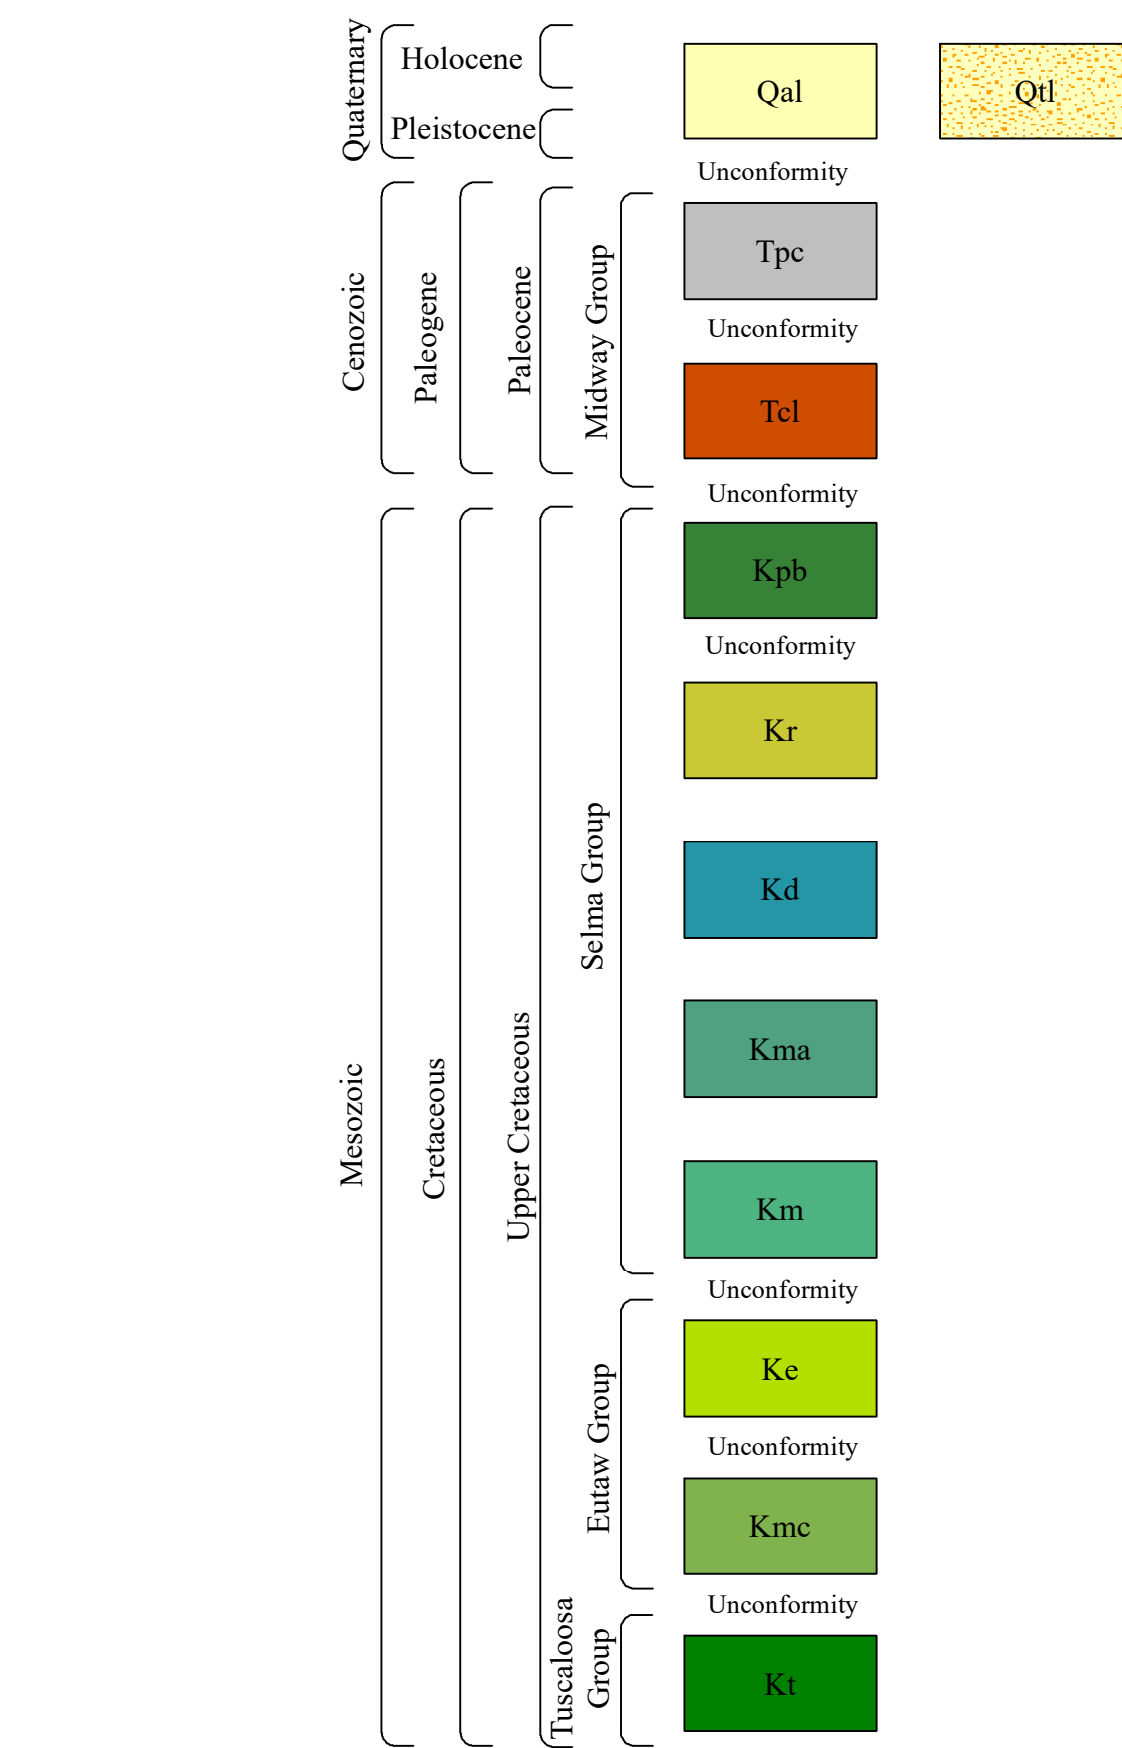 Quaternary
Holocene
Pleistocene
Qal
Qtl
Unconformity
Cenozoic
Paleogene
Paleocene
Midway Group
Tpc
Unconformity
Tcl
Unconformity
Mesozoic
Cretaceous
Upper Cretaceous
Selma Group
Kpb
Unconformity
Kr
Kd
Kma
Km
Unconformity
Eutaw Group
Ke
Unconformity
Kmc
Unconformity
Tuscaloosa
Group
Kt